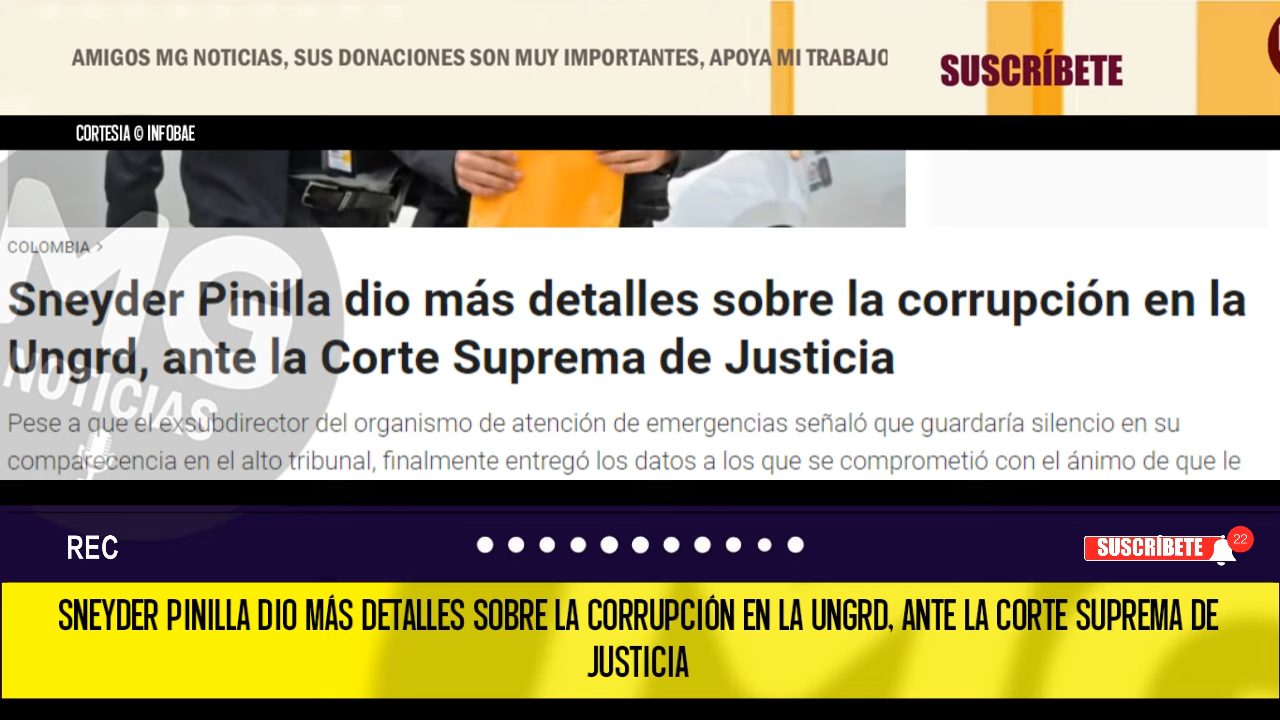 AMIGOS MG NOTICIAS, SUS DONACIONES SON MUY IMPORTANTES, APOYA MI TRABAJO
SUSCRÍBETE
CORTESIA © INFOBAE
COLOMBIA >
Sneyder Pinilla dio más detalles sobre la corrupción en la
Ungrd, ante la Corte Suprema de Justicia
Pese a que el exsubdirector del organismo de atención de emergencias señaló que guardaría silencio en su
comparecencia en el alto tribunal, finalmente entregó los datos a los que se comprometió con el ánimo de que le
MG
NOTICIAS
REC
SUSCRÍBETE
22
SNEYDER PINILLA DIO MÁS DETALLES SOBRE LA CORRUPCIÓN EN LA UNGRD, ANTE LA CORTE SUPREMA DE
JUSTICIA